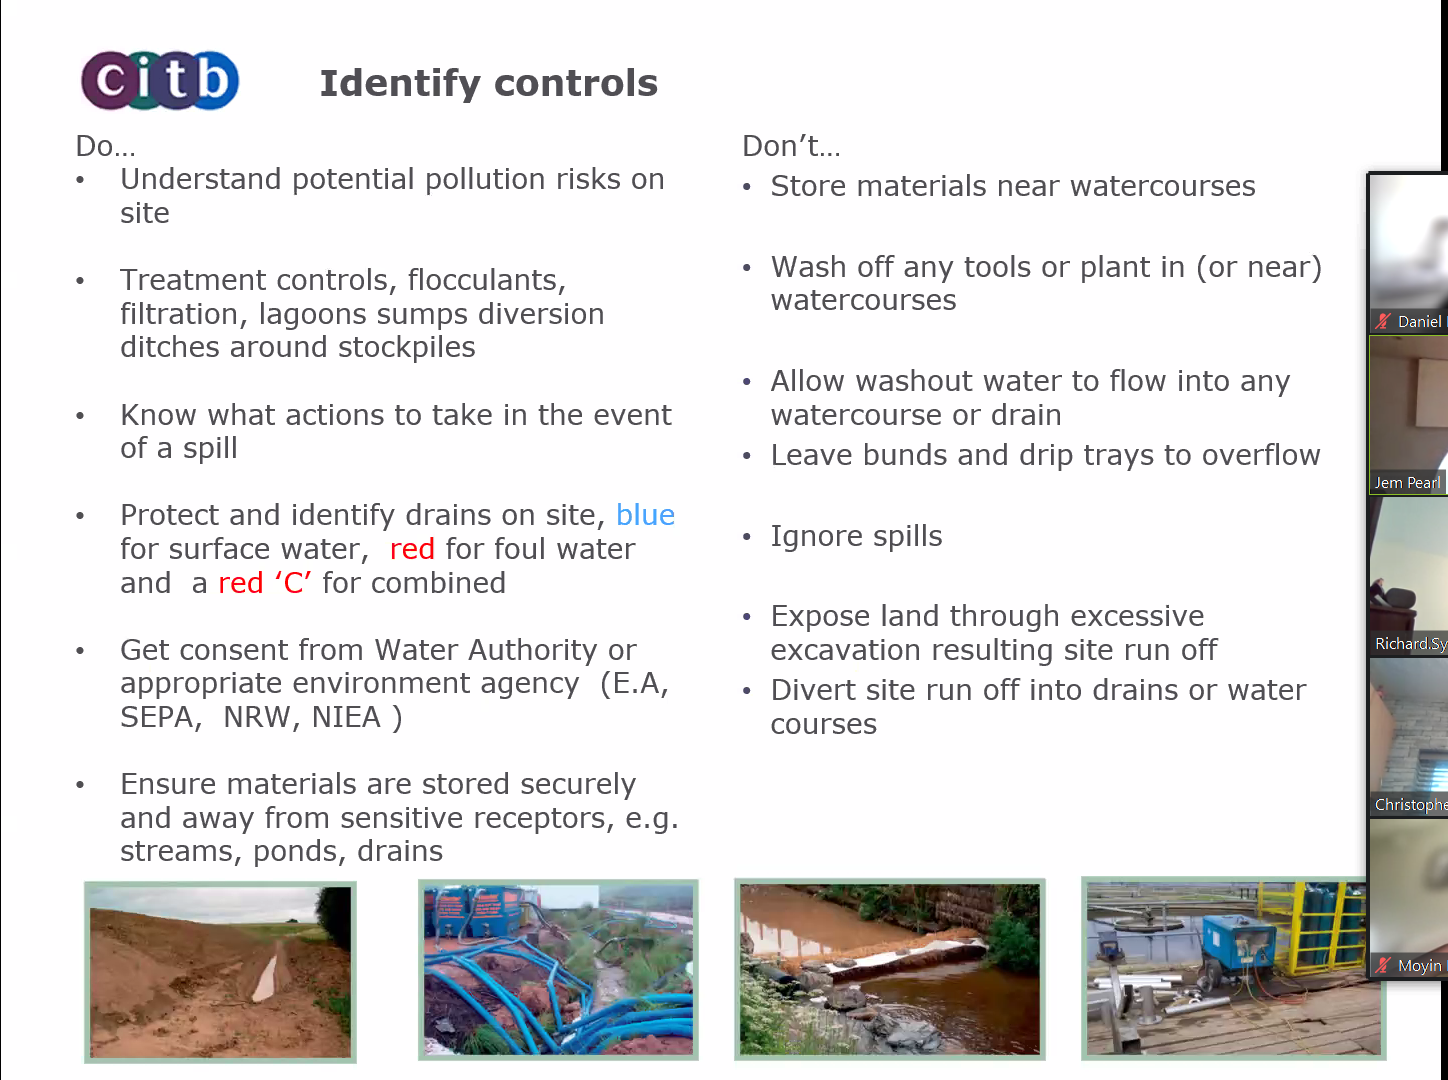 citb
Identify controls
Do…
• Understand potential pollution risks on
site
• Treatment controls, flocculants,
filtration, lagoons sumps diversion
ditches around stockpiles
• Know what actions to take in the event
of a spill
• Protect and identify drains on site, blue
for surface water, red for foul water
and a red ‘C’ for combined
• Get consent from Water Authority or
appropriate environment agency (E.A,
SEPA, NRW, NIEA )
• Ensure materials are stored securely
and away from sensitive receptors, e.g.
streams, ponds, drains
Don’t…
• Store materials near watercourses
• Wash off any tools or plant in (or near)
watercourses
• Allow washout water to flow into any
watercourse or drain
• Leave bunds and drip trays to overflow
• Ignore spills
• Expose land through excessive
excavation resulting site run off
• Divert site run off into drains or water
courses
Daniel
Jem Pearl
Richard.Sy
Christophe
Moyin